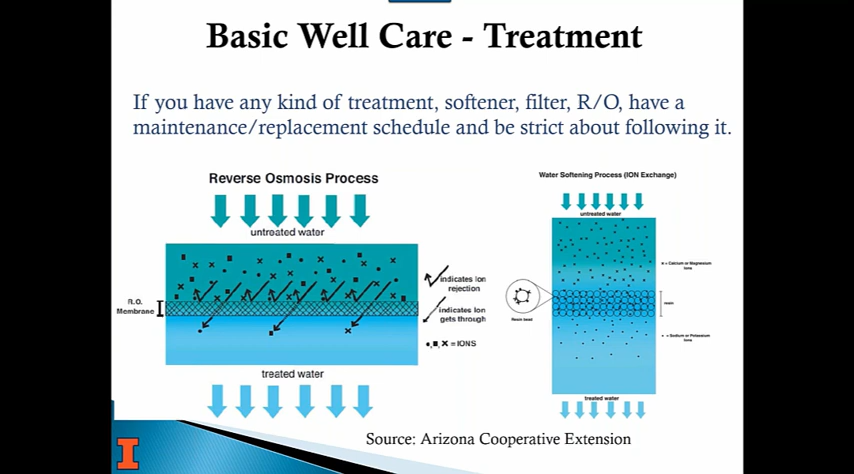 Basic Well Care - Treatment
If you have any kind of treatment, softener, filter, R/O, have a
maintenance/replacement schedule and be strict about following it.
Reverse Osmosis Process
untreated water
indicates Ion
rejection
R.O.
Membrane
indicates Ion
gets through
•,■, ✕ = IONS
treated water
Water Softening Process (ION Exchange)
untreated water
= Calcium or Magnesium
Ions
resin
Resin bead
= Sodium or Potassium
Ions
treated water
Source: Arizona Cooperative Extension
I